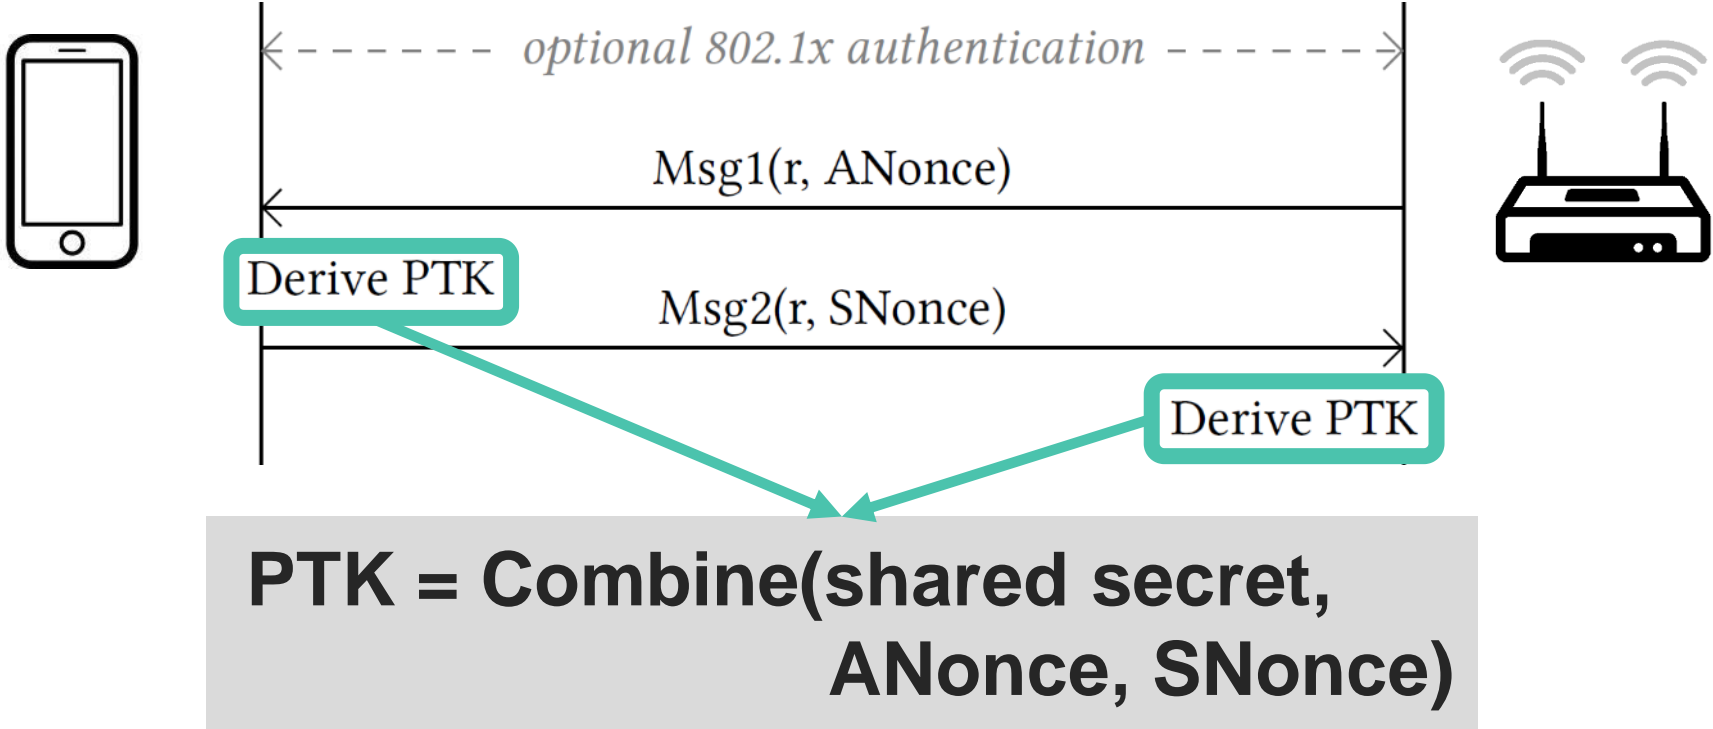 optional 802.1x authentication
Msg1(r, ANonce)
Derive PTK
Msg2(r, SNonce)
Derive PTK
PTK = Combine(shared secret,
ANonce, SNonce)